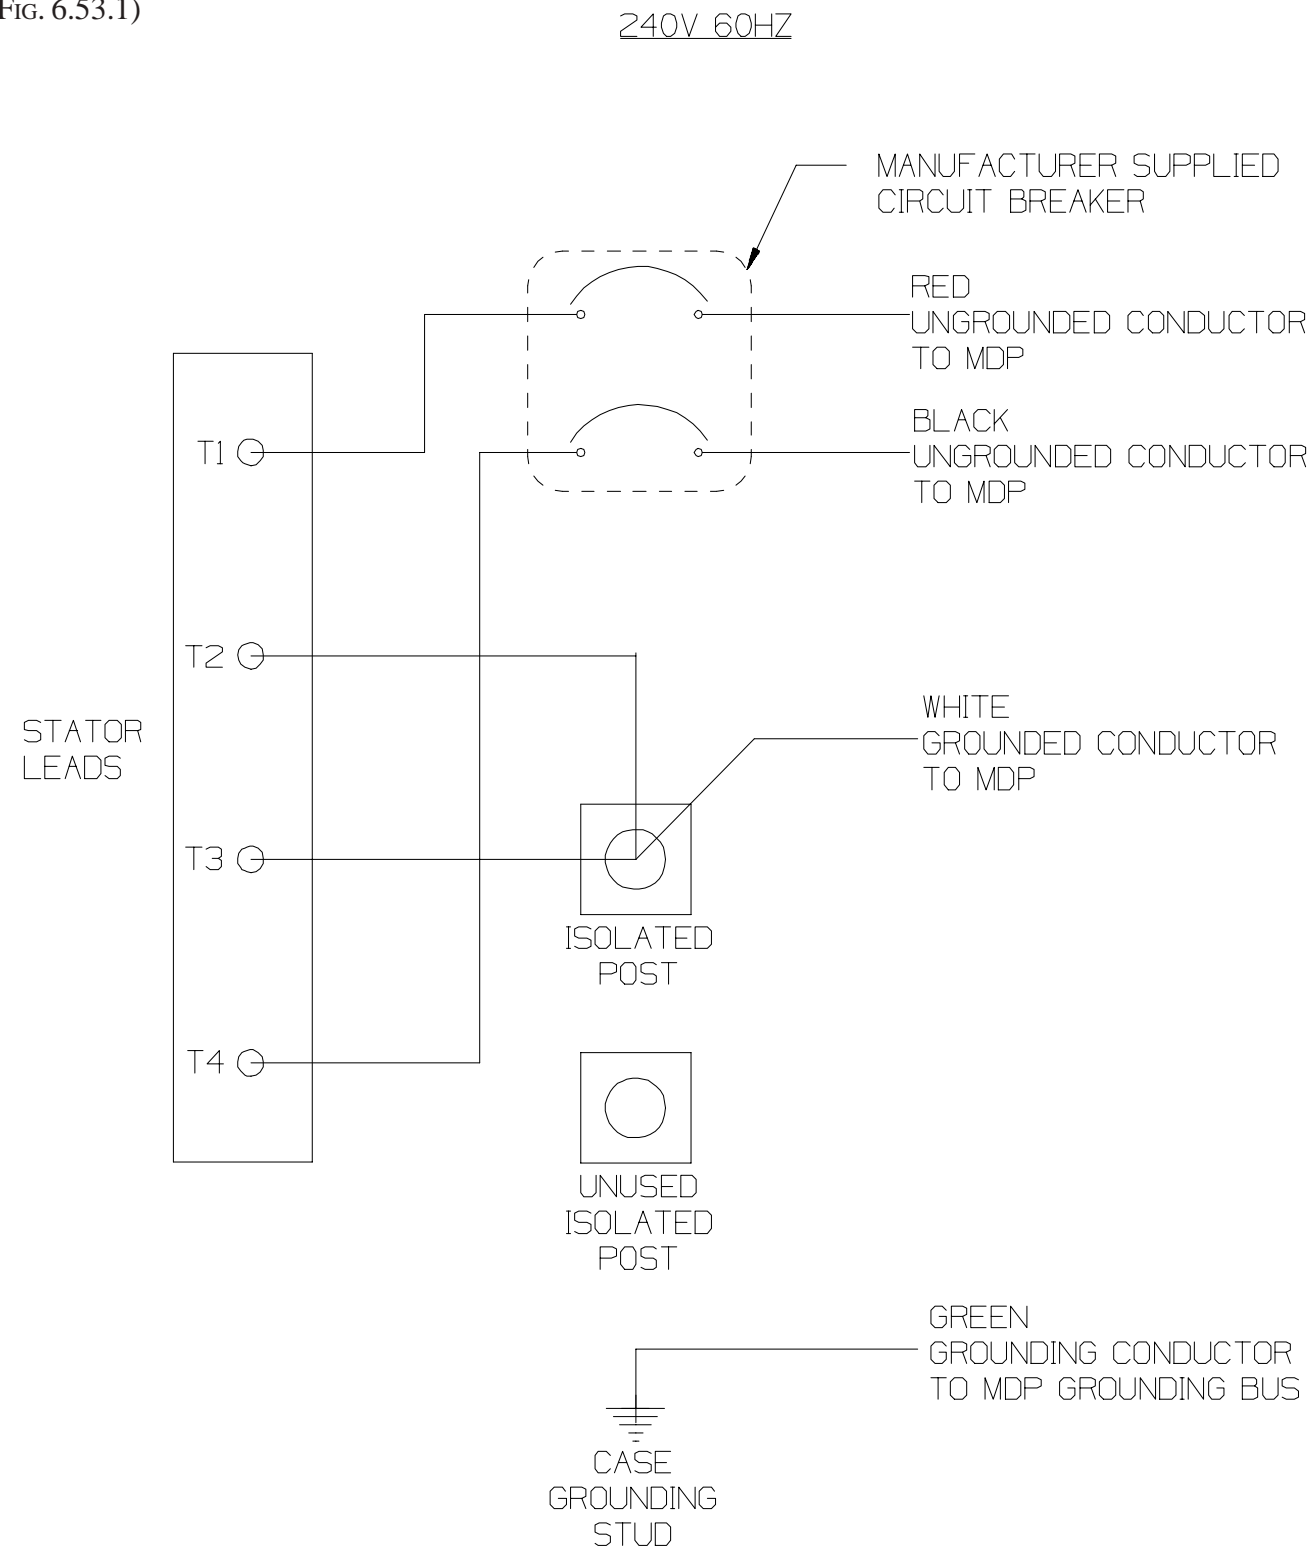 FIG. 6.53.1)
240V 60HZ
MANUFACTURER SUPPLIED
CIRCUIT BREAKER
RED
UNGROUNDED CONDUCTOR
TO MDP
BLACK
UNGROUNDED CONDUCTOR
TO MDP
T1
T2
STATOR
LEADS
WHITE
GROUNDED CONDUCTOR
TO MDP
T3
ISOLATED
POST
T4
UNUSED
ISOLATED
POST
GREEN
GROUNDING CONDUCTOR
TO MDP GROUNDING BUS
CASE
GROUNDING
STUD